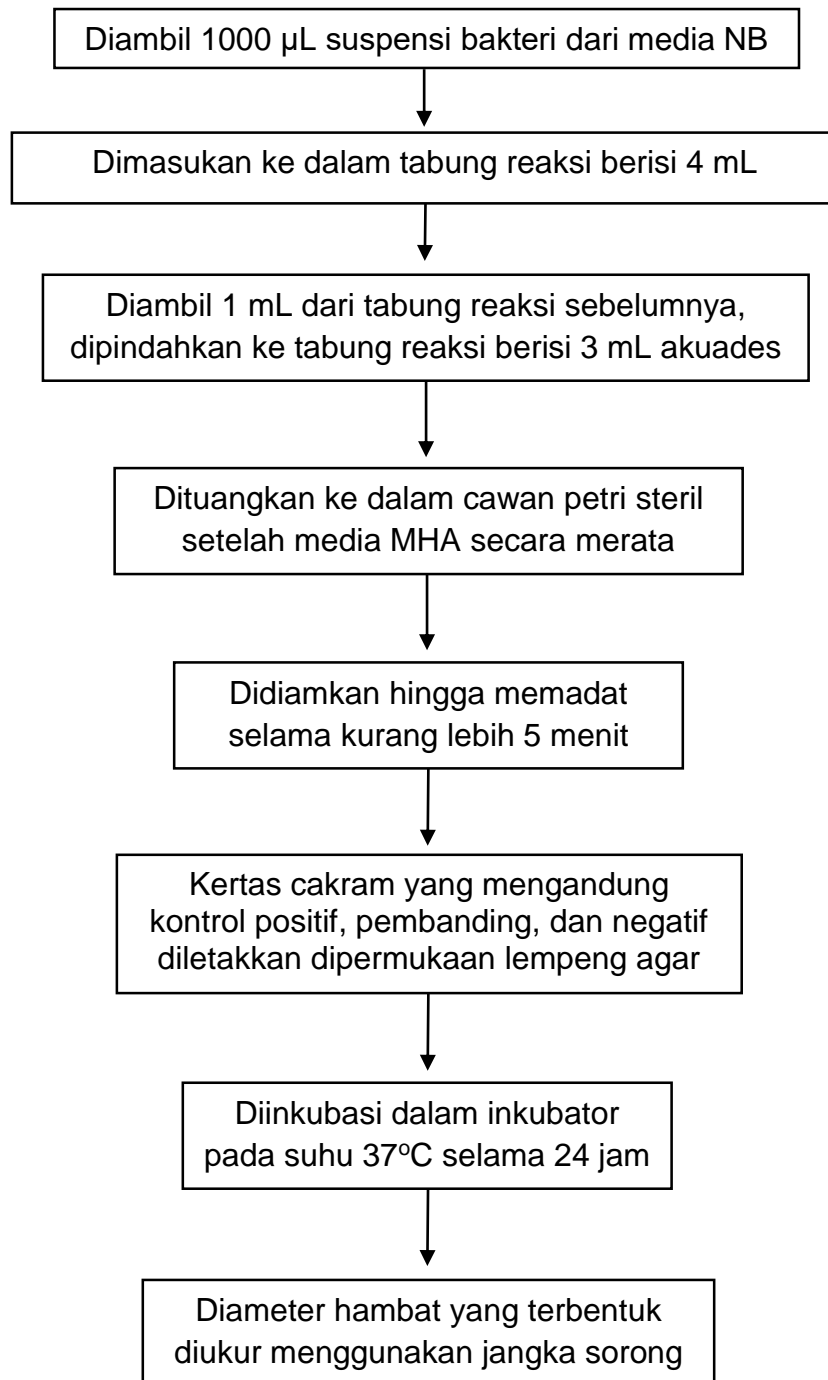 Diambil 1000 µL suspensi bakteri dari media NB
Dimasukan ke dalam tabung reaksi berisi 4 mL
Diambil 1 mL dari tabung reaksi sebelumnya,
dipindahkan ke tabung reaksi berisi 3 mL akuades
Dituangkan ke dalam cawan petri steril
setelah media MHA secara merata
Didiamkan hingga memadat
selama kurang lebih 5 menit
Kertas cakram yang mengandung
kontrol positif, pembanding, dan negatif
diletakkan dipermukaan lempeng agar
Diinkubasi dalam inkubator
pada suhu 37ºC selama 24 jam
Diameter hambat yang terbentuk
diukur menggunakan jangka sorong